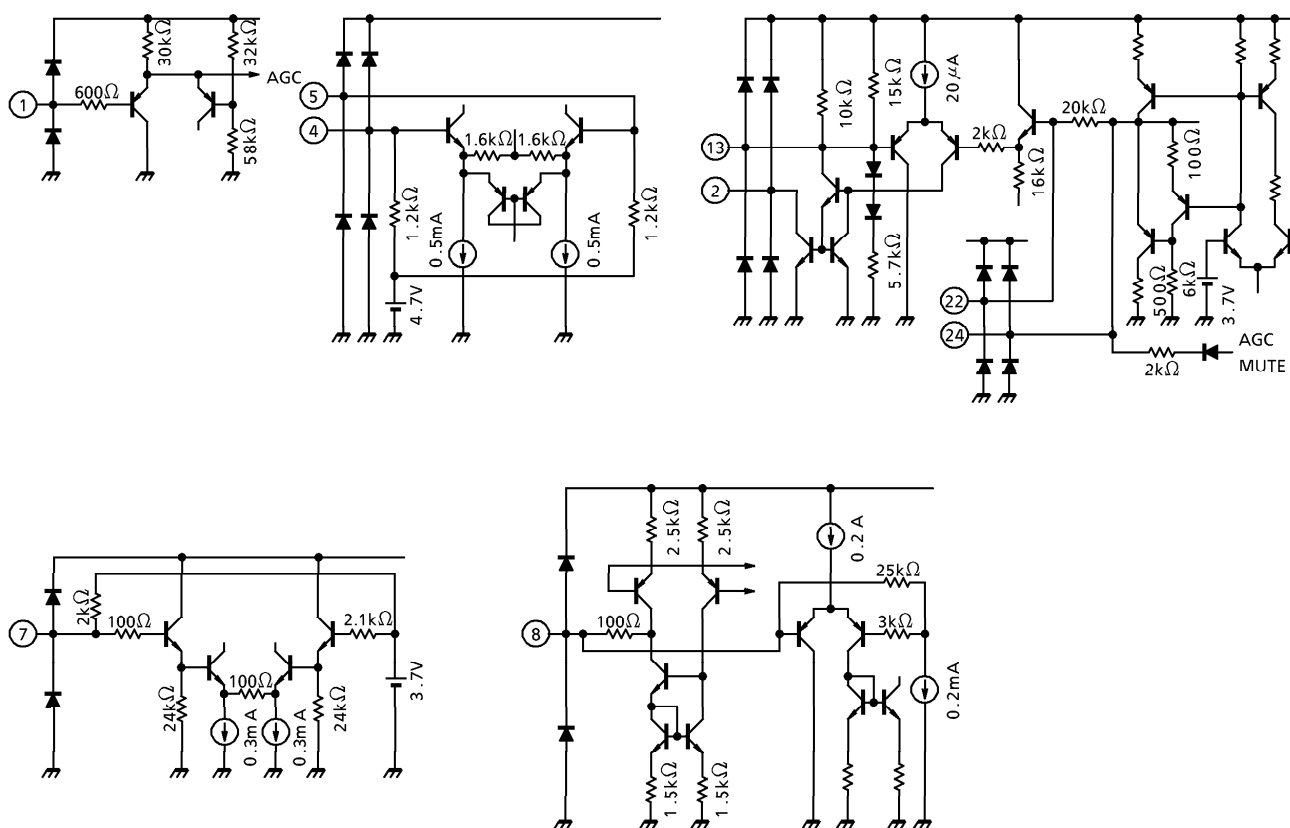 30kΩ
32kΩ
AGC
600Ω
1
58kΩ
5
4
1.6kΩ 1.6kΩ
1.2kΩ
0.5mA
0.5mA
1.2kΩ
4.7V
10kΩ
15kΩ
20μA
13
2
2kΩ
16kΩ
20kΩ
100Ω
5.7kΩ
500Ω
6kΩ
3.7V
22
24
AGC
MUTE
2kΩ
7
2kΩ
100Ω
2.1kΩ
24kΩ
100Ω
0.3mA
0.3mA
24kΩ
3.7V
8
2.5kΩ
2.5kΩ
100Ω
0.2 A
25kΩ
3kΩ
0.2mA
1.5kΩ
1.5kΩ